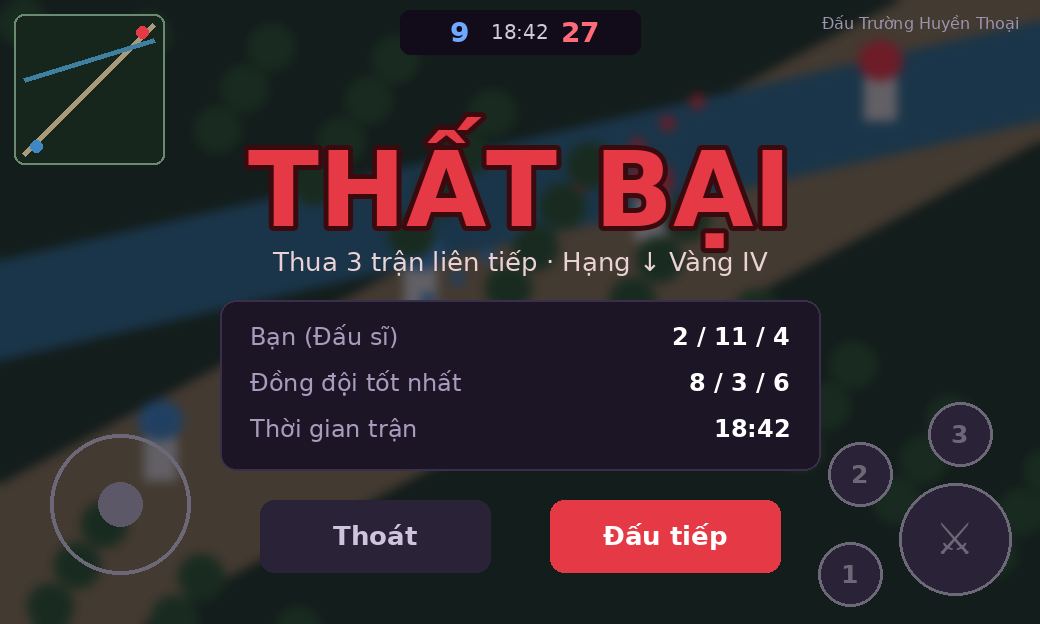 9 18:42 27
Đấu Trường Huyền Thoại
THẤT BẠI
Thua 3 trận liên tiếp · Hạng ↓ Vàng IV
Bạn (Đấu sĩ) 2 / 11 / 4
Đồng đội tốt nhất 8 / 3 / 6
Thời gian trận 18:42
3
2
1
Thoát
Đấu tiếp